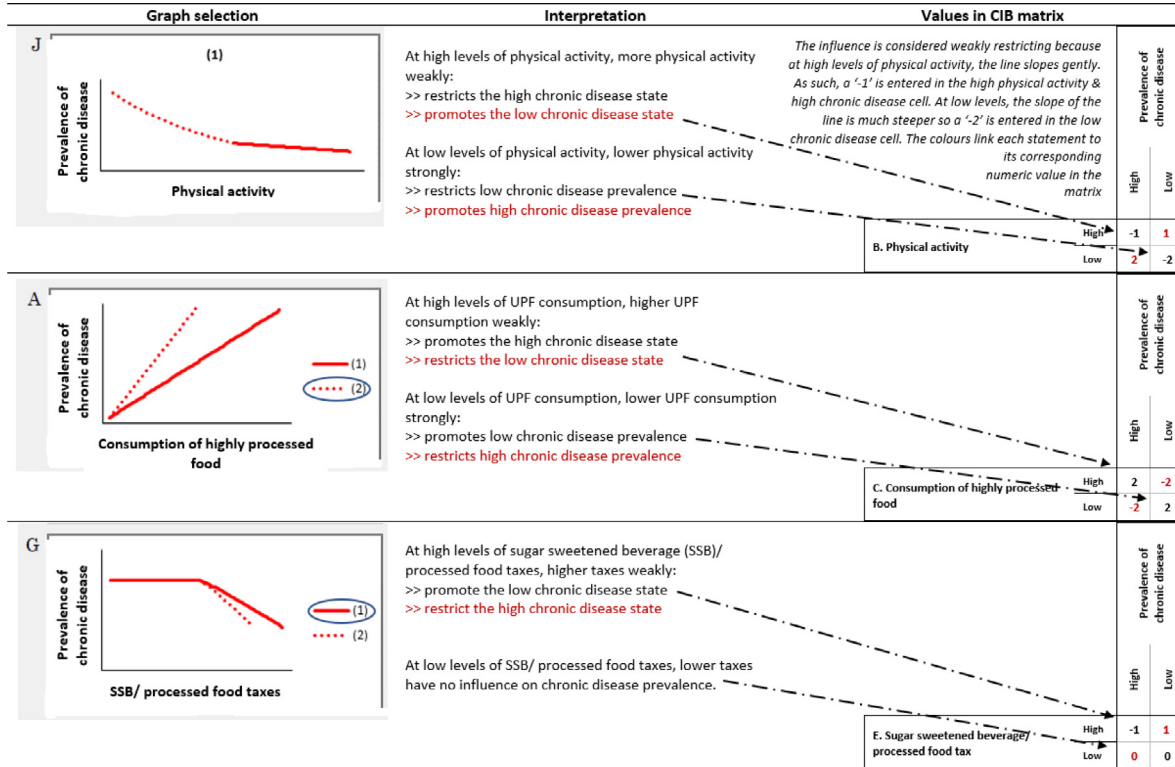 Graph selection
Interpretation
Values in CIB matrix
J
(1)
Prevalence of
chronic disease
Physical activity
At high levels of physical activity, more physical activity
weakly:
>> restricts the high chronic disease state
>> promotes the low chronic disease state
At low levels of physical activity, lower physical activity
strongly:
>> restricts low chronic disease prevalence
>> promotes high chronic disease prevalence
The influence is considered weakly restricting because
at high levels of physical activity, the line slopes gently.
As such, a ‘-1’ is entered in the high physical activity &
high chronic disease cell. At low levels, the slope of the
line is much steeper so a ‘-2’ is entered in the low
chronic disease cell. The colours link each statement to
its corresponding
numeric value in the
matrix
Prevalence of
chronic disease
High
Low
B. Physical activity
High -1 1
Low 2 -2
A
Prevalence of
chronic disease
(1)
(2)
Consumption of highly processed
food
At high levels of UPF consumption, higher UPF
consumption weakly:
>> promotes the high chronic disease state
>> restricts the low chronic disease state
At low levels of UPF consumption, lower UPF consumption
strongly:
>> promotes low chronic disease prevalence
>> restricts high chronic disease prevalence
Prevalence of
chronic disease
High
Low
C. Consumption of highly processed
food
High 2 -2
Low -2 2
G
Prevalence of
chronic disease
(1)
(2)
SSB/ processed food taxes
At high levels of sugar sweetened beverage (SSB)/
processed food taxes, higher taxes weakly:
>> promote the low chronic disease state
>> restrict the high chronic disease state
At low levels of SSB/ processed food taxes, lower taxes
have no influence on chronic disease prevalence.
Prevalence of
chronic disease
High
Low
E. Sugar sweetened beverage/
processed food tax
High -1 1
Low 0 0